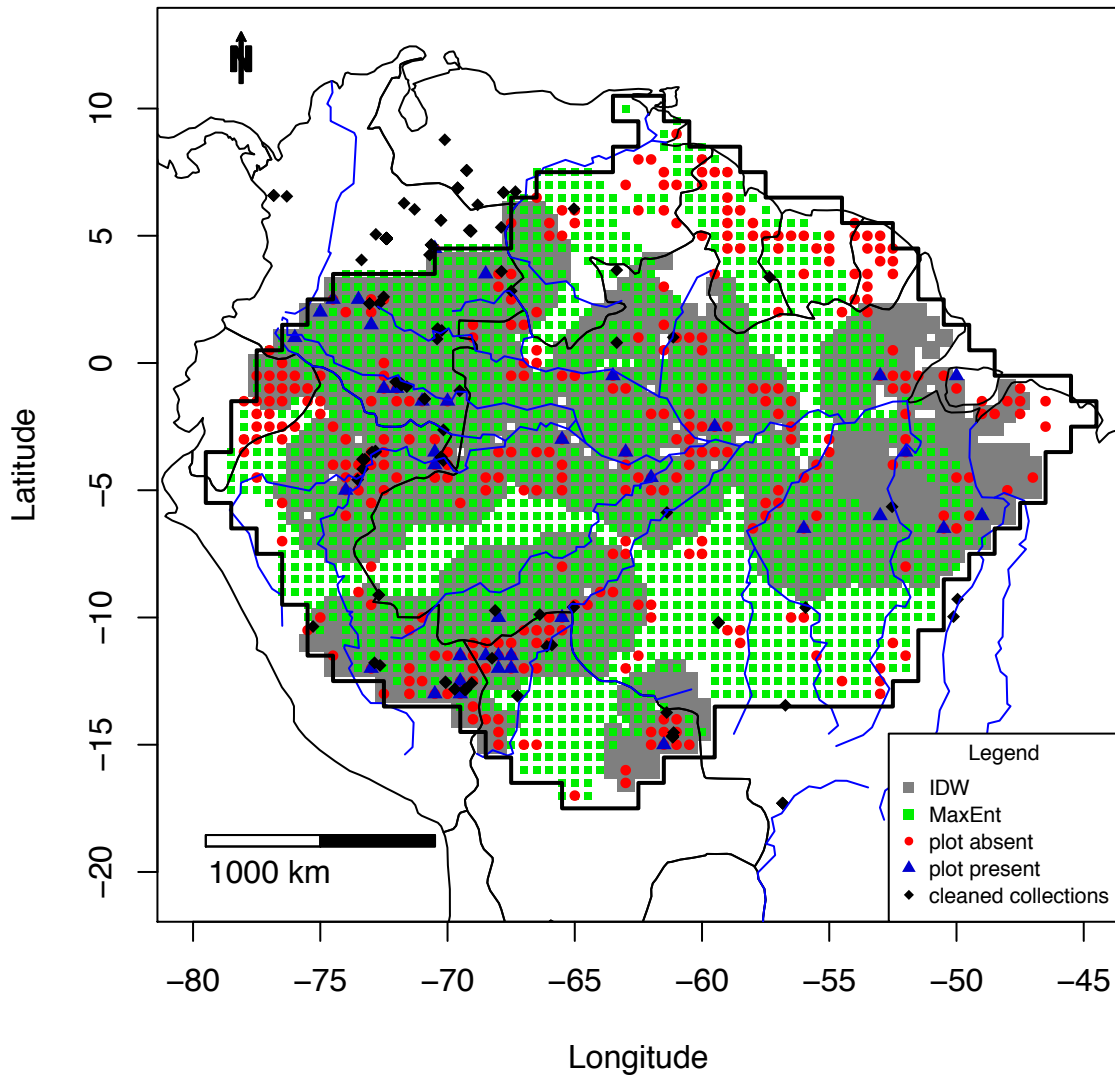 N
10
5
0
−5
−10
−15
−20
Latitude
1000 km
Legend
IDW
MaxEnt
plot absent
plot present
cleaned collections
−80 −75 −70 −65 −60 −55 −50 −45
Longitude